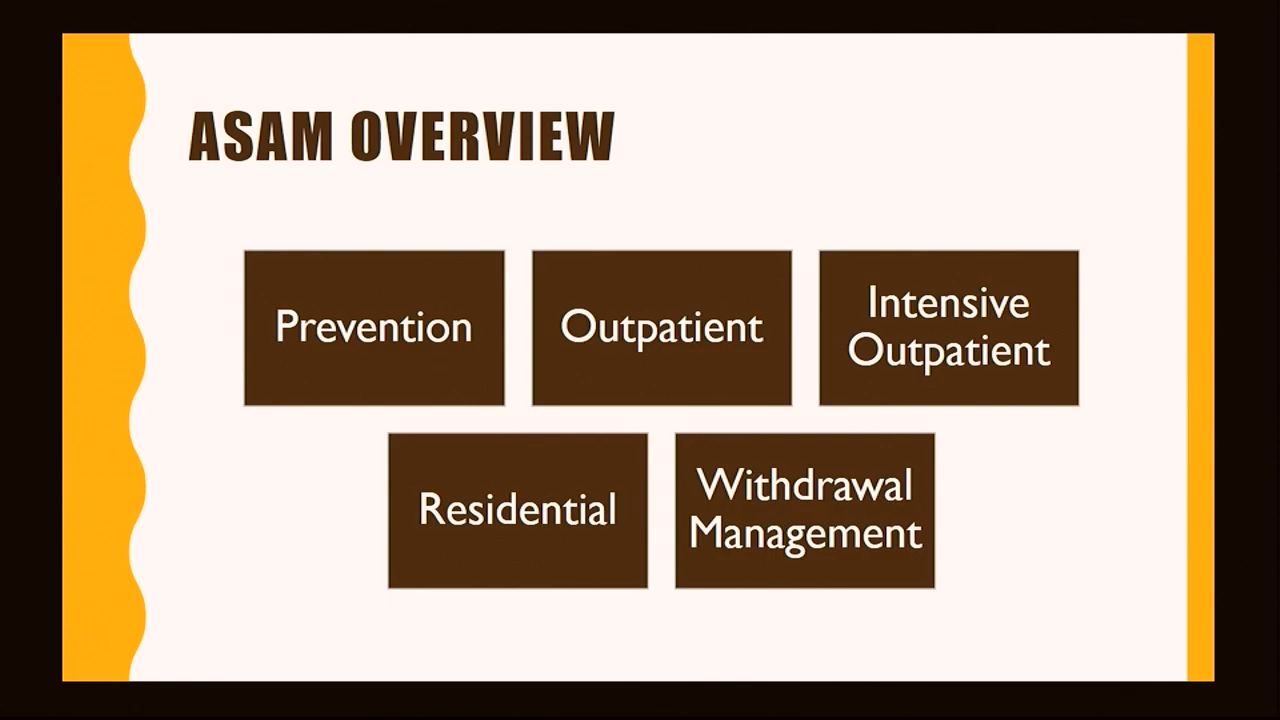 ASAM OVERVIEW
Prevention
Outpatient
Intensive
Outpatient
Residential
Withdrawal
Management